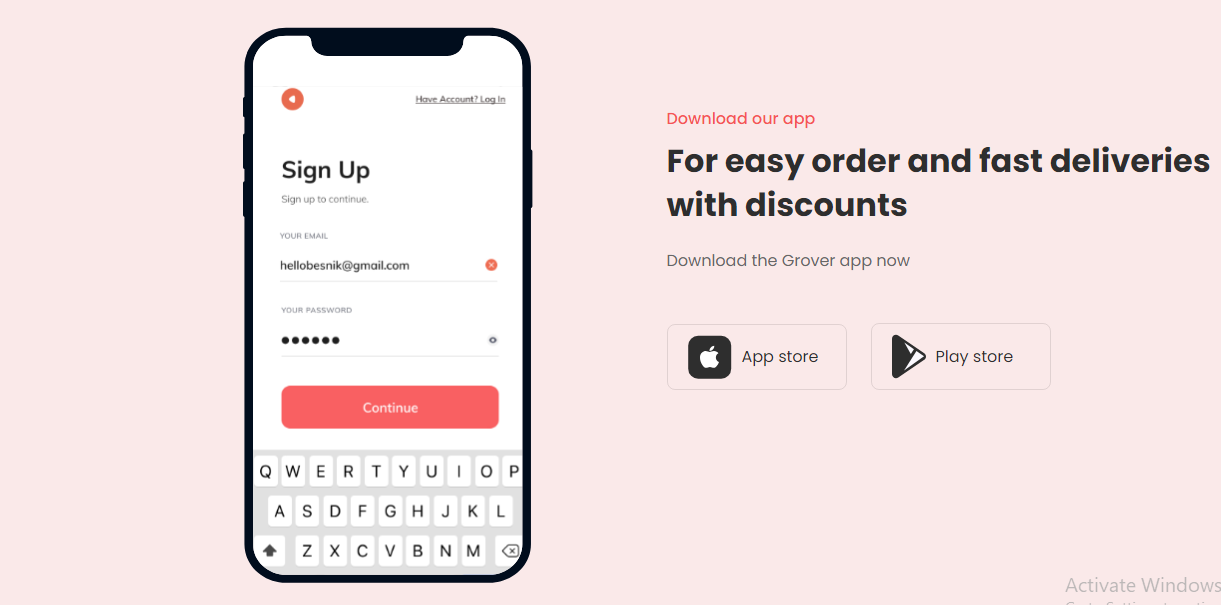 Have Account? Log In
Sign Up
Sign up to continue.
YOUR EMAIL
hellobesnik@gmail.com
YOUR PASSWORD
Continue
Q W E R T Y U I O P
A S D F G H J K L
Z X C V B N M
Download our app
For easy order and fast deliveries
with discounts
Download the Grover app now
App store
Play store
Activate Windows